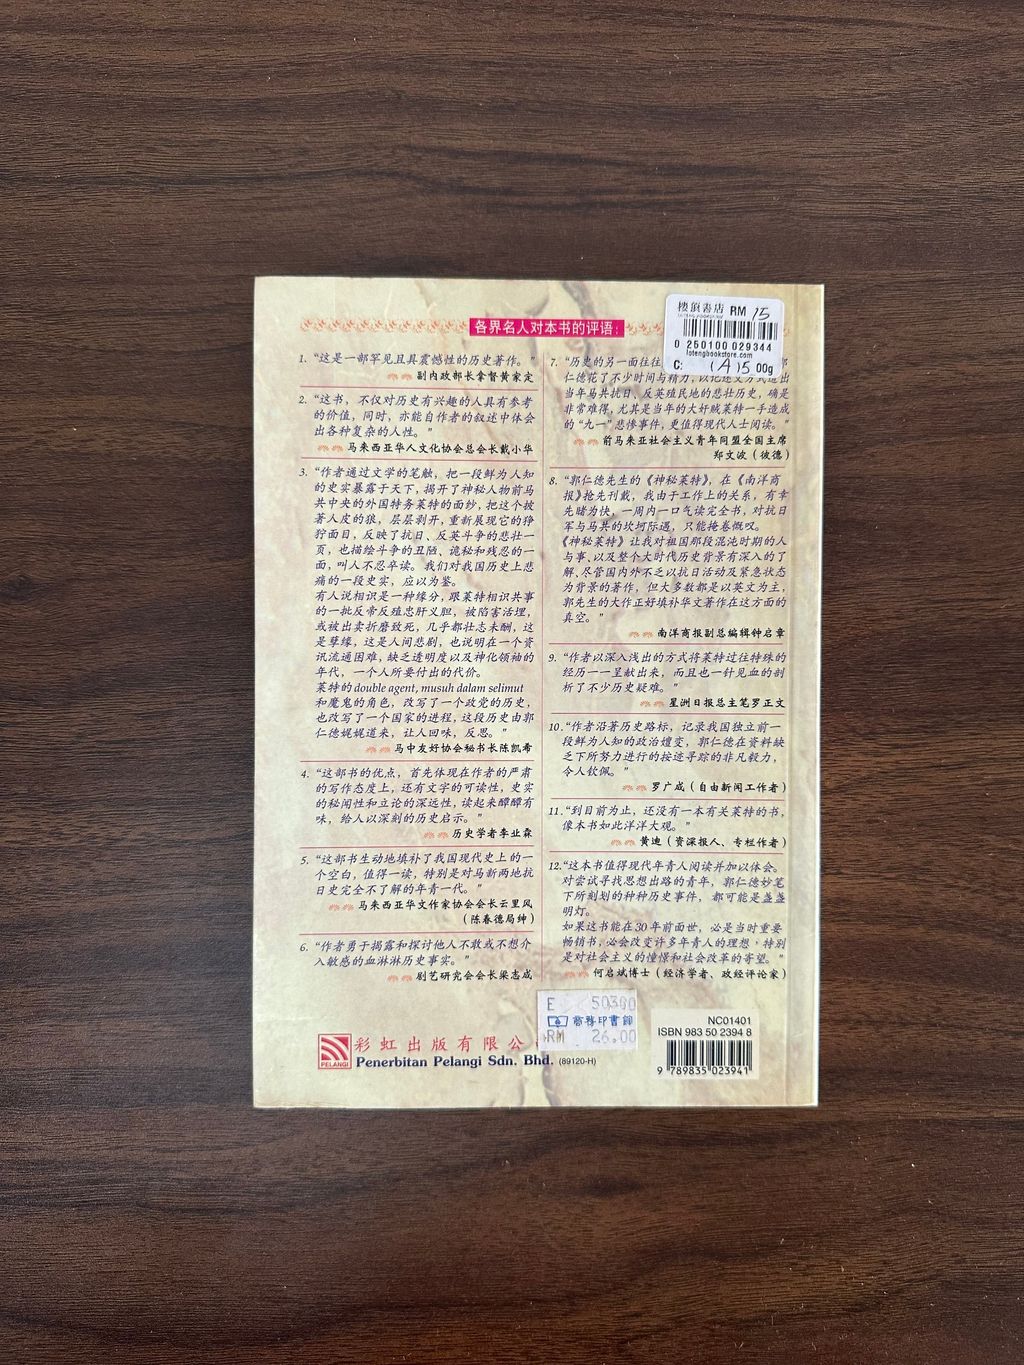 各界名人对本书的评语：
1. “这是一部罕见且具震憾性的历史著作。”
副内政部长拿督黄家定
2. “这书，不仅对历史有兴趣的人具有参考
的价值，同时，亦能自作者的叙述中体会
出各种复杂的人性。”
马来西亚华人文化协会总会长戴小华
3. “作者通过文学的笔触，把一段鲜为人知
的史实暴露于天下，揭开了神秘人物前马
共中央的外国特务莱特的面纱，把这个披
著人皮的狼，层层剥开，重新展现它的狰
狞面目，反映了抗日、反英斗争的悲壮一
页，也描绘斗争的丑陋、诡秘和残忍的一
面，叫人不忍卒读。我们对我国历史上悲
痛的一段史实，应以为鉴。
有人说相识是一种缘分，跟莱特相识共事
的一批反帝反殖忠肝义胆，被陷害活埋，
或被出卖折磨致死，几乎都壮志未酬，这
是孽缘，这是人间悲剧，也说明在一个资
讯流通困难，缺乏透明度以及神化领袖的
年代，一个人所要付出的代价。
莱特的double agent, musuh dalam selimut
和魔鬼的角色，改写了一个政党的历史，
也改写了一个国家的进程，这段历史由郭
仁德娓娓道来，让人回味，反思。”
马中友好协会秘书长陈凯希
4. “这部书的优点，首先体现在作者的严肃
的写作态度上，还有文字的可读性，史实
的秘闻性和立论的深远性，读起来醰醰有
味，给人以深刻的历史启示。”
历史学者李业霖
5. “这部书生动地填补了我国现代史上的一
个空白，值得一读，特别是对马新两地抗
日史完全不了解的年青一代。”
马来西亚华文作家协会会长云里风
（陈春德局绅）
6. “作者勇于揭露和探讨他人不敢或不想介
入敏感的血淋淋历史事实。”
剧艺研究会会长梁志成
7. “历史的另一面往往
仁德花了不少时间与精力，以记述文方式道出
当年马共抗日、反英殖民地的悲壮历史，确是
非常难得，尤其是当年的大奸贼莱特一手造成
的“九一”悲惨事件，更值得现代人士阅读。”
前马来亚社会主义青年同盟全国主席
郑文波（彼德）
8. “郭仁德先生的《神秘莱特》，在《南洋商
报》抢先刊载，我由于工作上的关系，有幸
先睹为快，一周内一口气读完全书，对抗日
军与马共的坎坷际遇，只能掩卷慨叹。
《神秘莱特》让我对祖国那段混沌时期的人
与事，以及整个大时代历史背景有深入的了
解、尽管国内外不乏以抗日活动及紧急状态
为背景的著作，但大多数都是以英文为主，
郭先生的大作正好填补华文著作在这方面的
真空。”
南洋商报副总编辑钟启章
9. “作者以深入浅出的方式将莱特过往特殊的
经历一一呈献出来，而且也一针见血的剖
析了不少历史疑难。”
星洲日报总主笔罗正文
10. “作者沿著历史路标，记录我国独立前一
段鲜为人知的政治嬗变，郭仁德在资料缺
乏下所努力进行的按迹寻踪的非凡毅力，
令人钦佩。”
罗广成（自由新闻工作者）
11. “到目前为止，还没有一本有关莱特的书，
像本书如此洋洋大观。”
黄迪（资深报人、专栏作者）
12. “这本书值得现代年青人阅读并加以体会。
对尝试寻找思想出路的青年，郭仁德妙笔
下所刻划的种种历史事件，都可能是盏盏
明灯。
如果这书能在30年前面世，必是当时重要
畅销书，必会改变许多年青人的理想，特别
是对社会主义的憧憬和社会改革的寄望。”
何启斌博士（经济学者、政经评论家）
楼顶書店 RM 15
0 250100 029344
lotengbookstore.com
C: (A)5 00g
E 50300
商務印書館
RM 26.00
PELANGI
彩虹出版有限公
Penerbitan Pelangi Sdn. Bhd. (89120-H)
NC01401
ISBN 983 50 2394 8
9 789835 023941